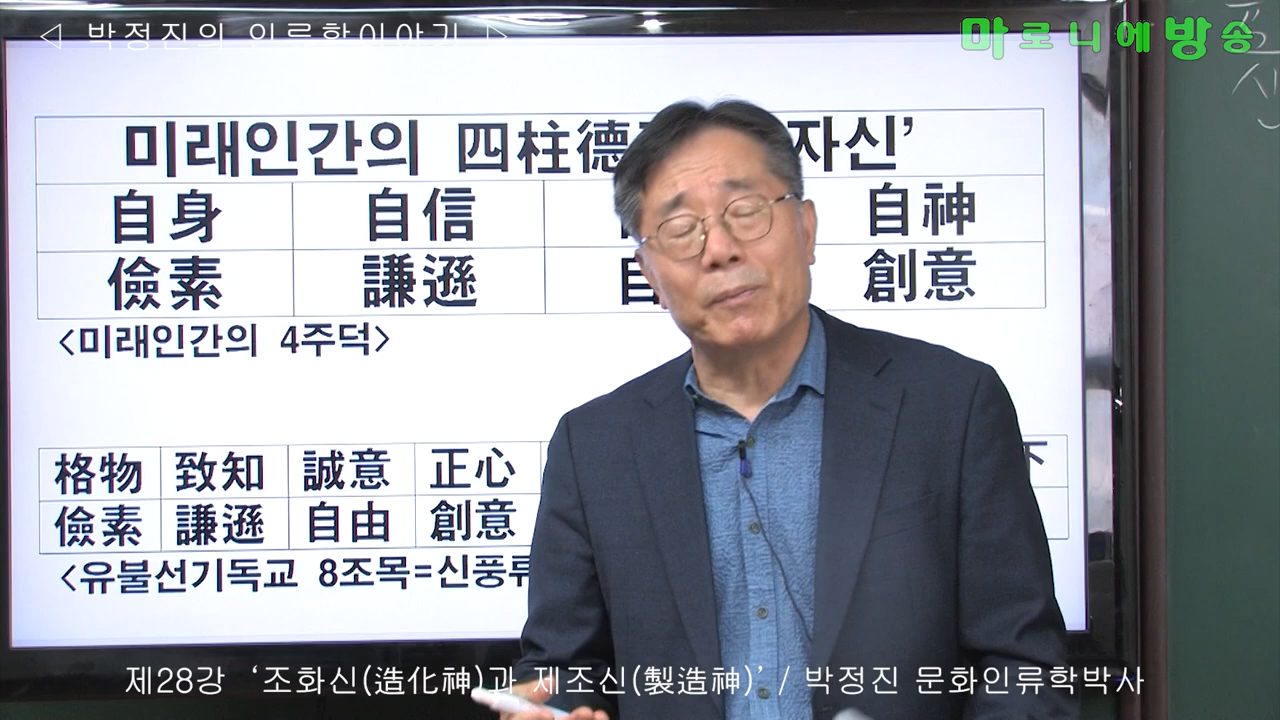 ◁ 박정진의 인류학이야기 ▷
마로니에방송
미래인간의 四柱德 자신’
自身 自信 自神
儉素 謙遜 自 創意
<미래인간의 4주덕>
格物 致知 誠意 正心 下
儉素 謙遜 自由 創意
<유불선기독교 8조목=신풍류
제28강 ‘조화신(造化神)과 제조신(製造神)’ / 박정진 문화인류학박사